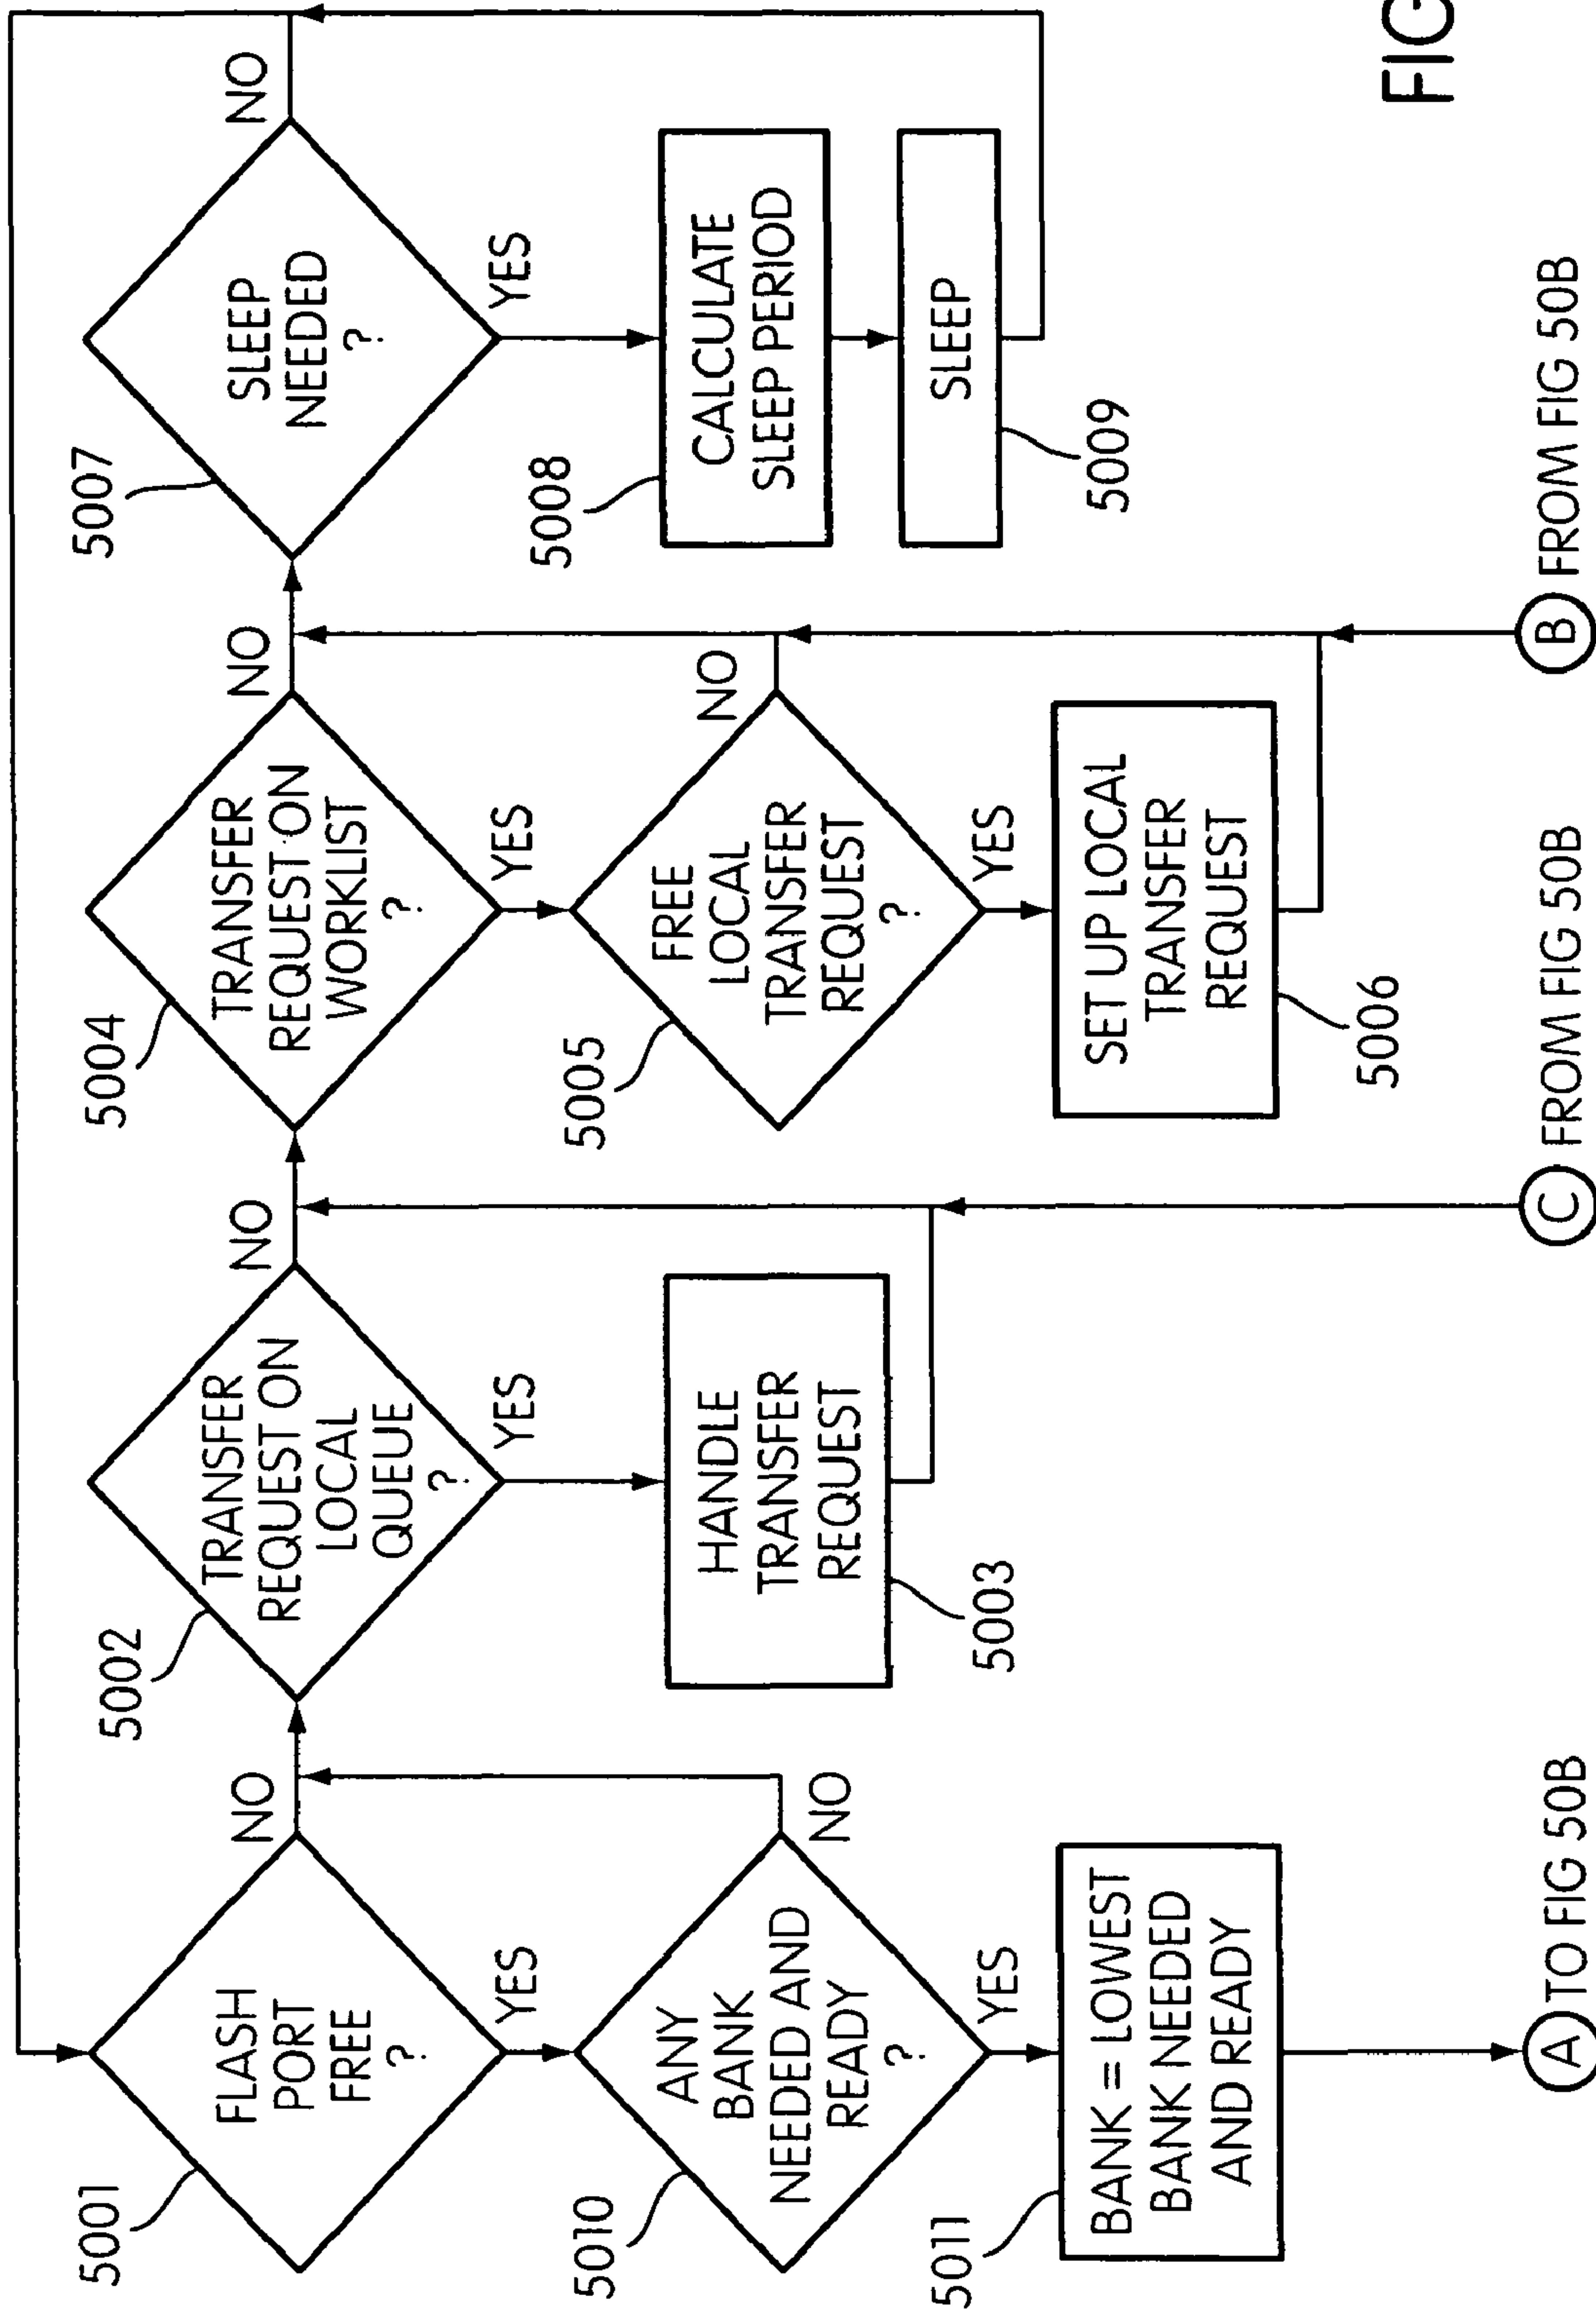 5001
FLASH
PORT
FREE
?
NO
YES
5010
ANY
BANK
NEEDED AND
READY
?
NO
YES
5011
BANK = LOWEST
BANK NEEDED
AND READY
A TO FIG 50B
5002
TRANSFER
REQUEST ON
LOCAL
QUEUE
?
NO
YES
HANDLE
TRANSFER
REQUEST
5003
C FROM FIG 50B
5004
TRANSFER
REQUEST ON
WORKLIST
?
NO
YES
5005
FREE
LOCAL
TRANSFER
REQUEST
?
NO
YES
SET UP LOCAL
TRANSFER
REQUEST
5006
B FROM FIG 50B
5007
SLEEP
NEEDED
?
NO
YES
5008
CALCULATE
SLEEP PERIOD
SLEEP
5009
FIG